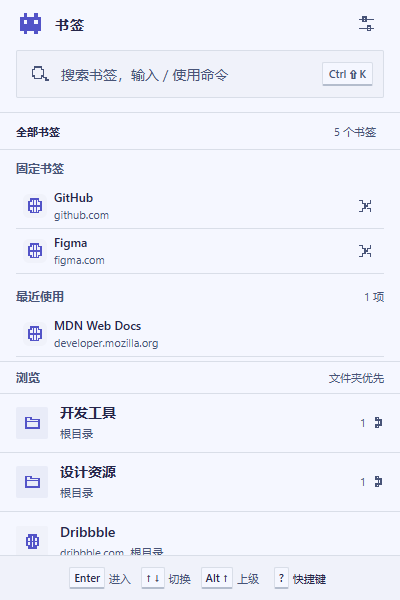 书签
搜索书签，输入 / 使用命令
Ctrl ⇧ K
全部书签
5 个书签
固定书签
GitHub
github.com
Figma
figma.com
最近使用
1 项
MDN Web Docs
developer.mozilla.org
浏览
文件夹优先
开发工具
根目录
1
设计资源
根目录
1
Dribbble
dribbble.com 根目录
Enter 进入 ↑↓ 切换 Alt ↑ 上级 ? 快捷键